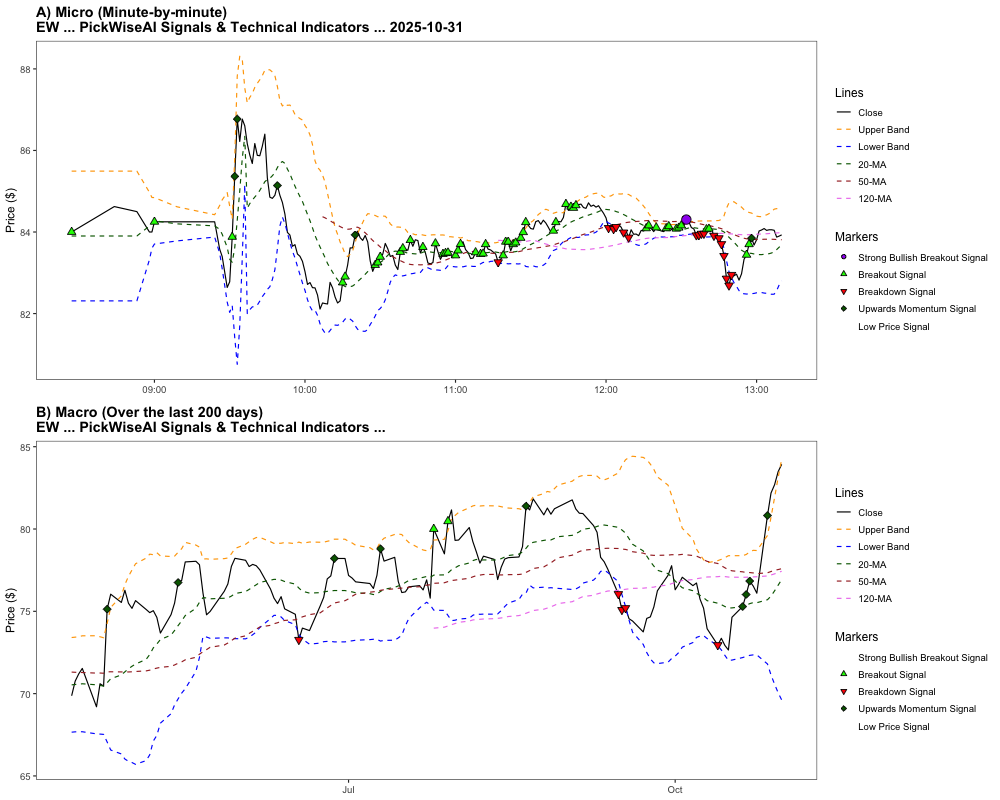 A) Micro (Minute-by-minute)
EW ... PickWiseAI Signals & Technical Indicators ... 2025-10-31
88
86
84
82
Price ($)
09:00
10:00
11:00
12:00
13:00
Lines
Close
Upper Band
Lower Band
20-MA
50-MA
120-MA
Markers
Strong Bullish Breakout Signal
Breakout Signal
Breakdown Signal
Upwards Momentum Signal
Low Price Signal
B) Macro (Over the last 200 days)
EW ... PickWiseAI Signals & Technical Indicators ...
85
80
75
70
65
Price ($)
Jul
Oct
Lines
Close
Upper Band
Lower Band
20-MA
50-MA
120-MA
Markers
Strong Bullish Breakout Signal
Breakout Signal
Breakdown Signal
Upwards Momentum Signal
Low Price Signal